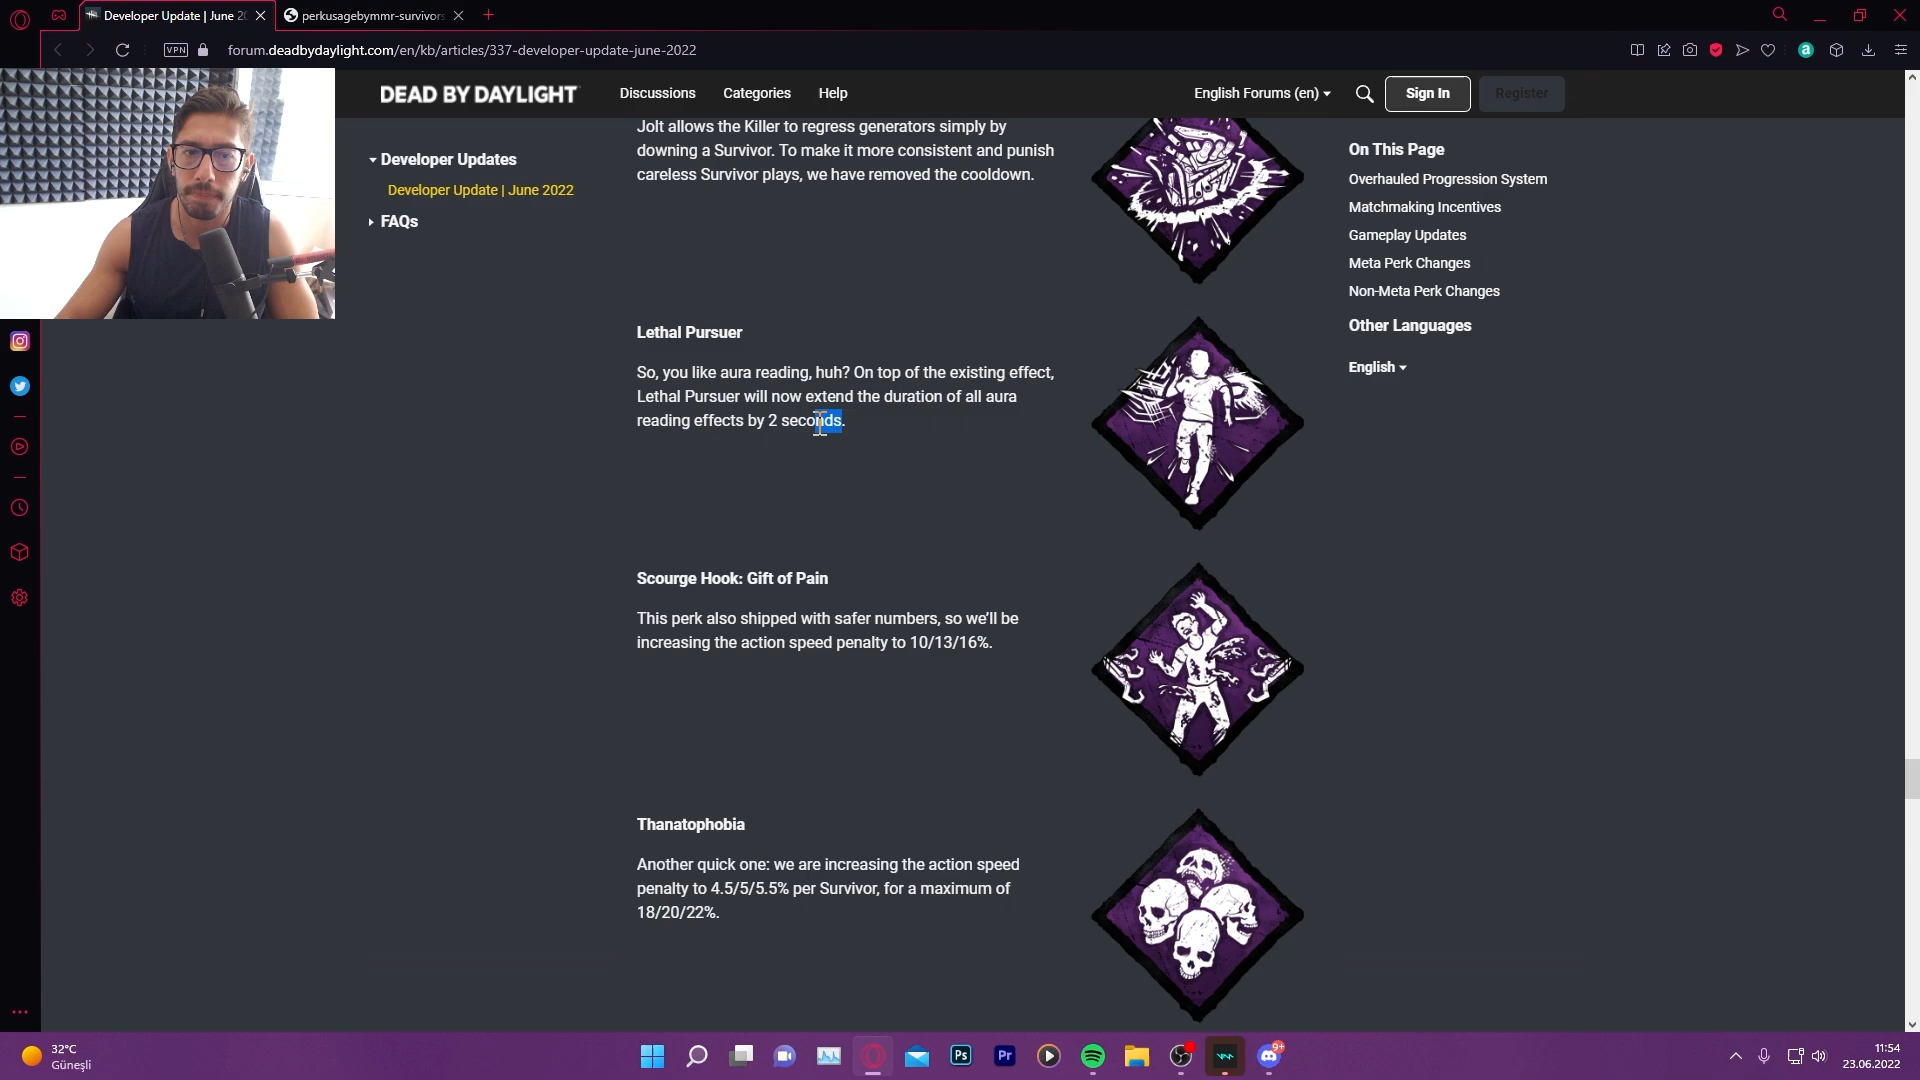 Developer Update | June 20
perkusagebymmr-survivors
VPN
forum.deadbydaylight.com/en/kb/articles/337-developer-update-june-2022
DEAD BY DAYLIGHT
Discussions
Categories
Help
English Forums (en)
Sign In
Register
Developer Updates
Developer Update | June 2022
FAQs
Jolt allows the Killer to regress generators simply by
downing a Survivor. To make it more consistent and punish
careless Survivor plays, we have removed the cooldown.
Lethal Pursuer
So, you like aura reading, huh? On top of the existing effect,
Lethal Pursuer will now extend the duration of all aura
reading effects by 2 seconds.
Scourge Hook: Gift of Pain
This perk also shipped with safer numbers, so we’ll be
increasing the action speed penalty to 10/13/16%.
Thanatophobia
Another quick one: we are increasing the action speed
penalty to 4.5/5/5.5% per Survivor, for a maximum of
18/20/22%.
On This Page
Overhauled Progression System
Matchmaking Incentives
Gameplay Updates
Meta Perk Changes
Non-Meta Perk Changes
Other Languages
English
32°C
Güneşli
Ps
Pr
9+
11:54
23.06.2022